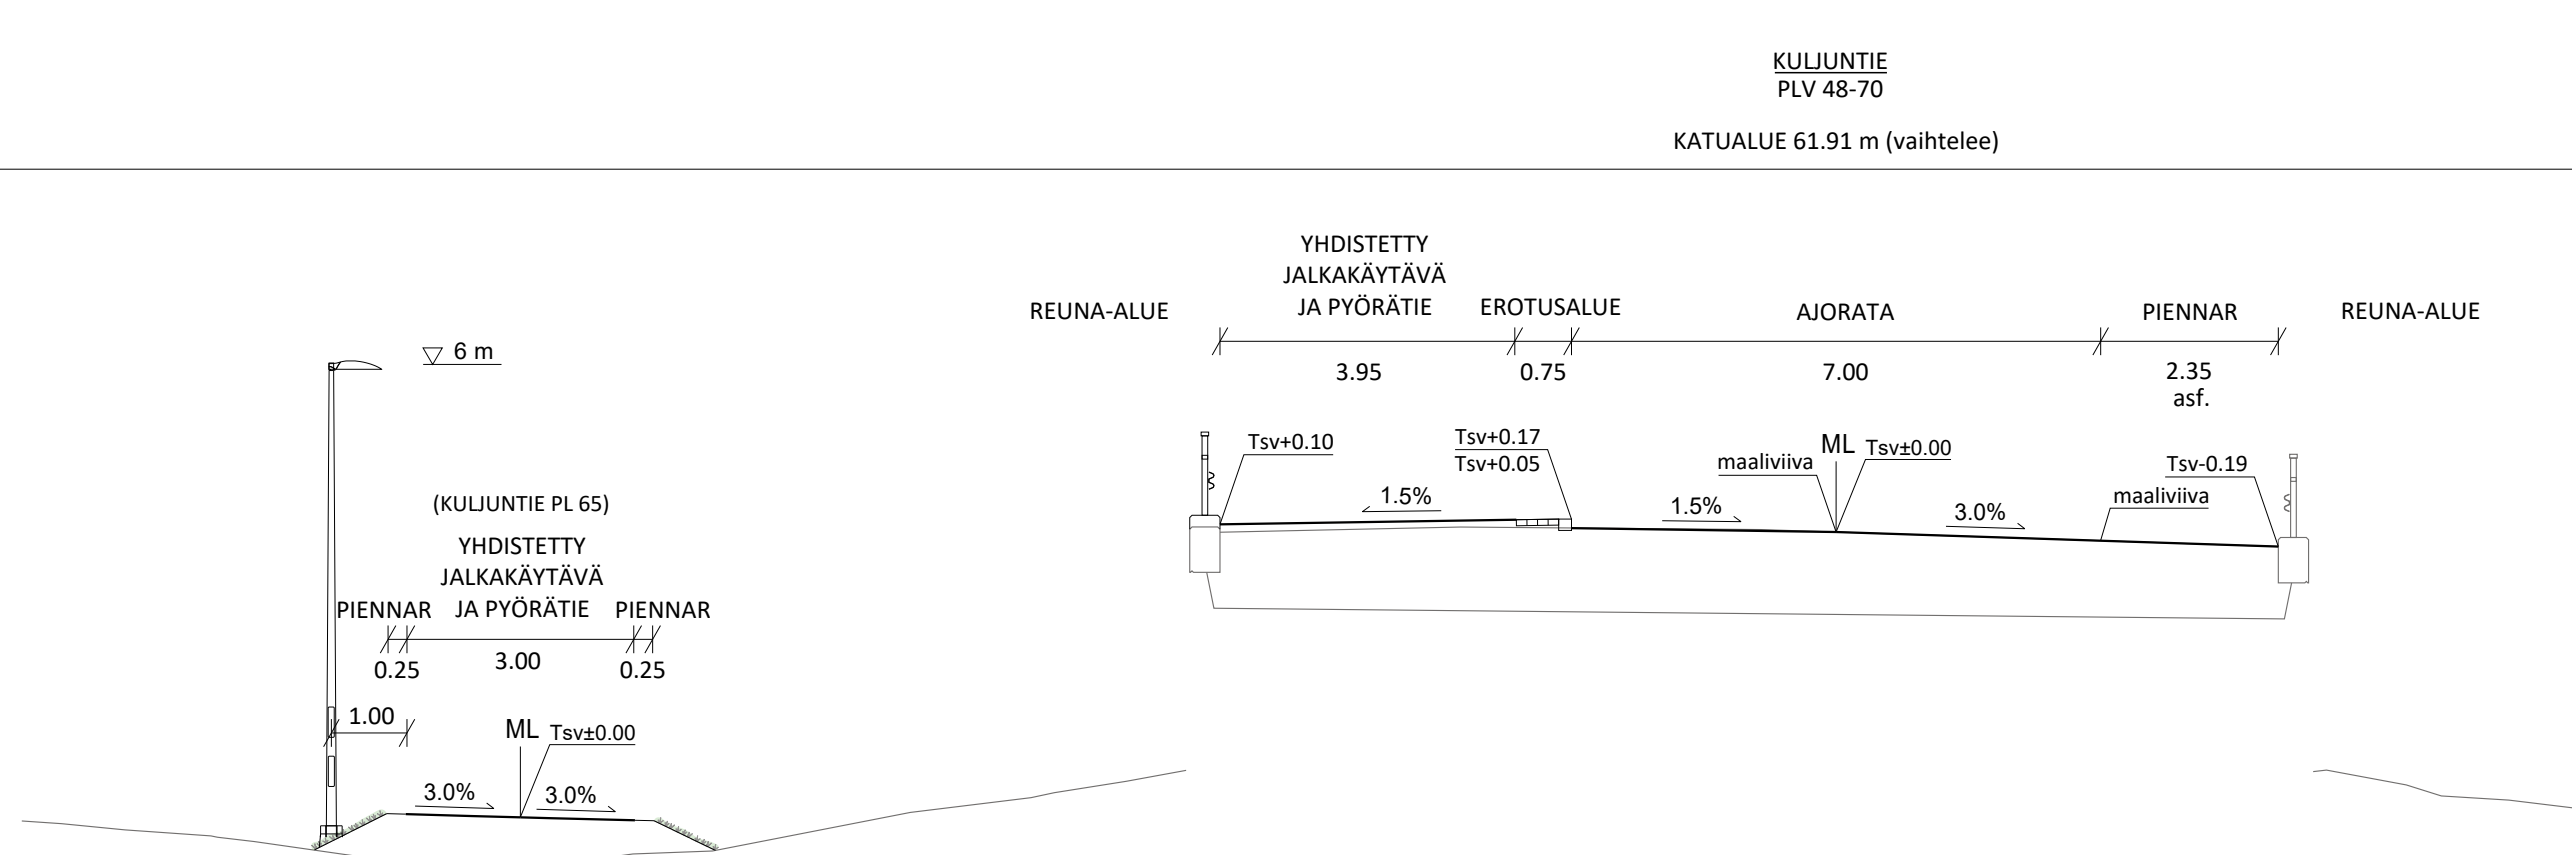 KULJUNTIE
PLV 48-70
KATUALUE 61.91 m (vaihtelee)
REUNA-ALUE
YHDISTETTY
JALKAKÄYTÄVÄ
JA PYÖRÄTIE
EROTUSALUE
AJORATA
PIENNAR
REUNA-ALUE
3.95
0.75
7.00
2.35
asf.
Tsv+0.10
Tsv+0.17
Tsv+0.05
maaliviiva
ML
Tsv±0.00
Tsv-0.19
maaliviiva
1.5%
1.5%
3.0%
6 m
(KULJUNTIE PL 65)
YHDISTETTY
JALKAKÄYTÄVÄ
JA PYÖRÄTIE
PIENNAR
PIENNAR
0.25
3.00
0.25
1.00
ML
Tsv±0.00
3.0%
3.0%